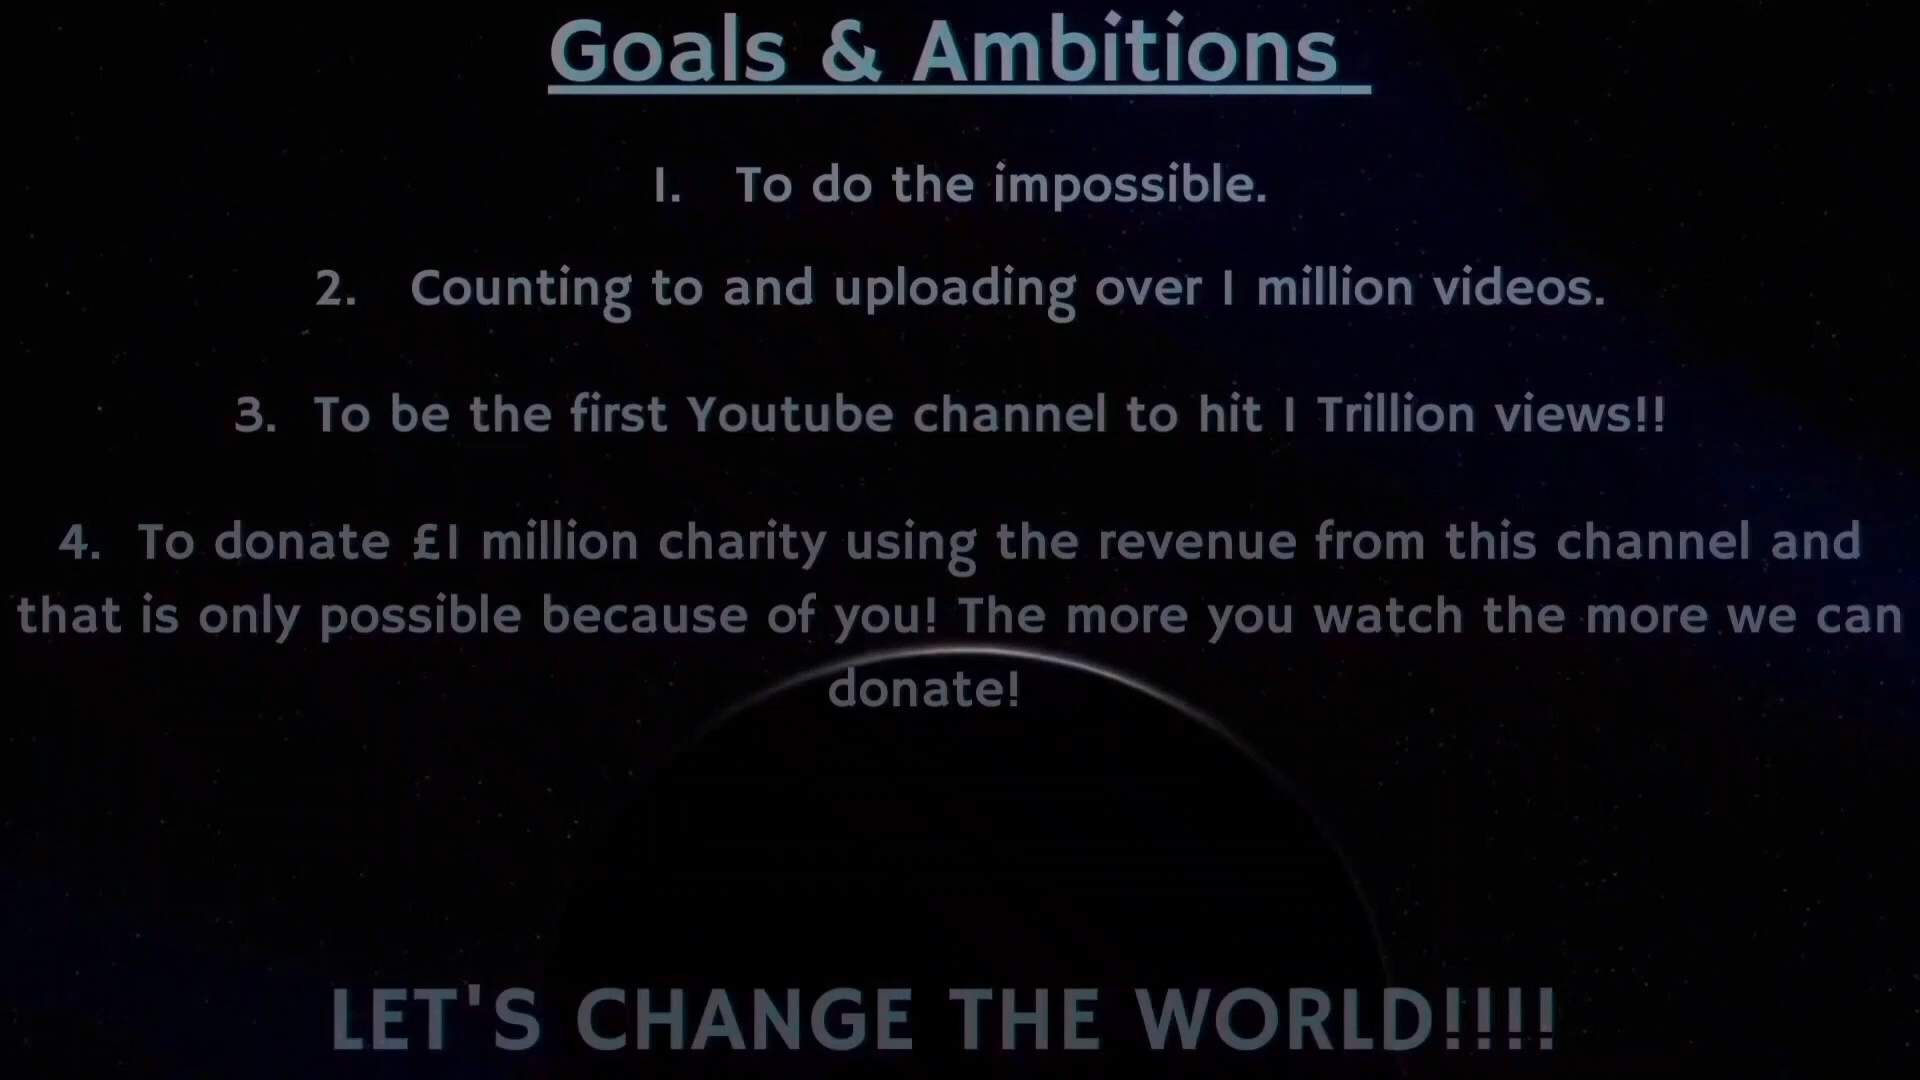 Goals & Ambitions
1. To do the impossible.
2. Counting to and uploading over 1 million videos.
3. To be the first Youtube channel to hit 1 Trillion views!!
4. To donate £1 million charity using the revenue from this channel and
that is only possible because of you! The more you watch the more we can
donate!
LET'S CHANGE THE WORLD!!!!